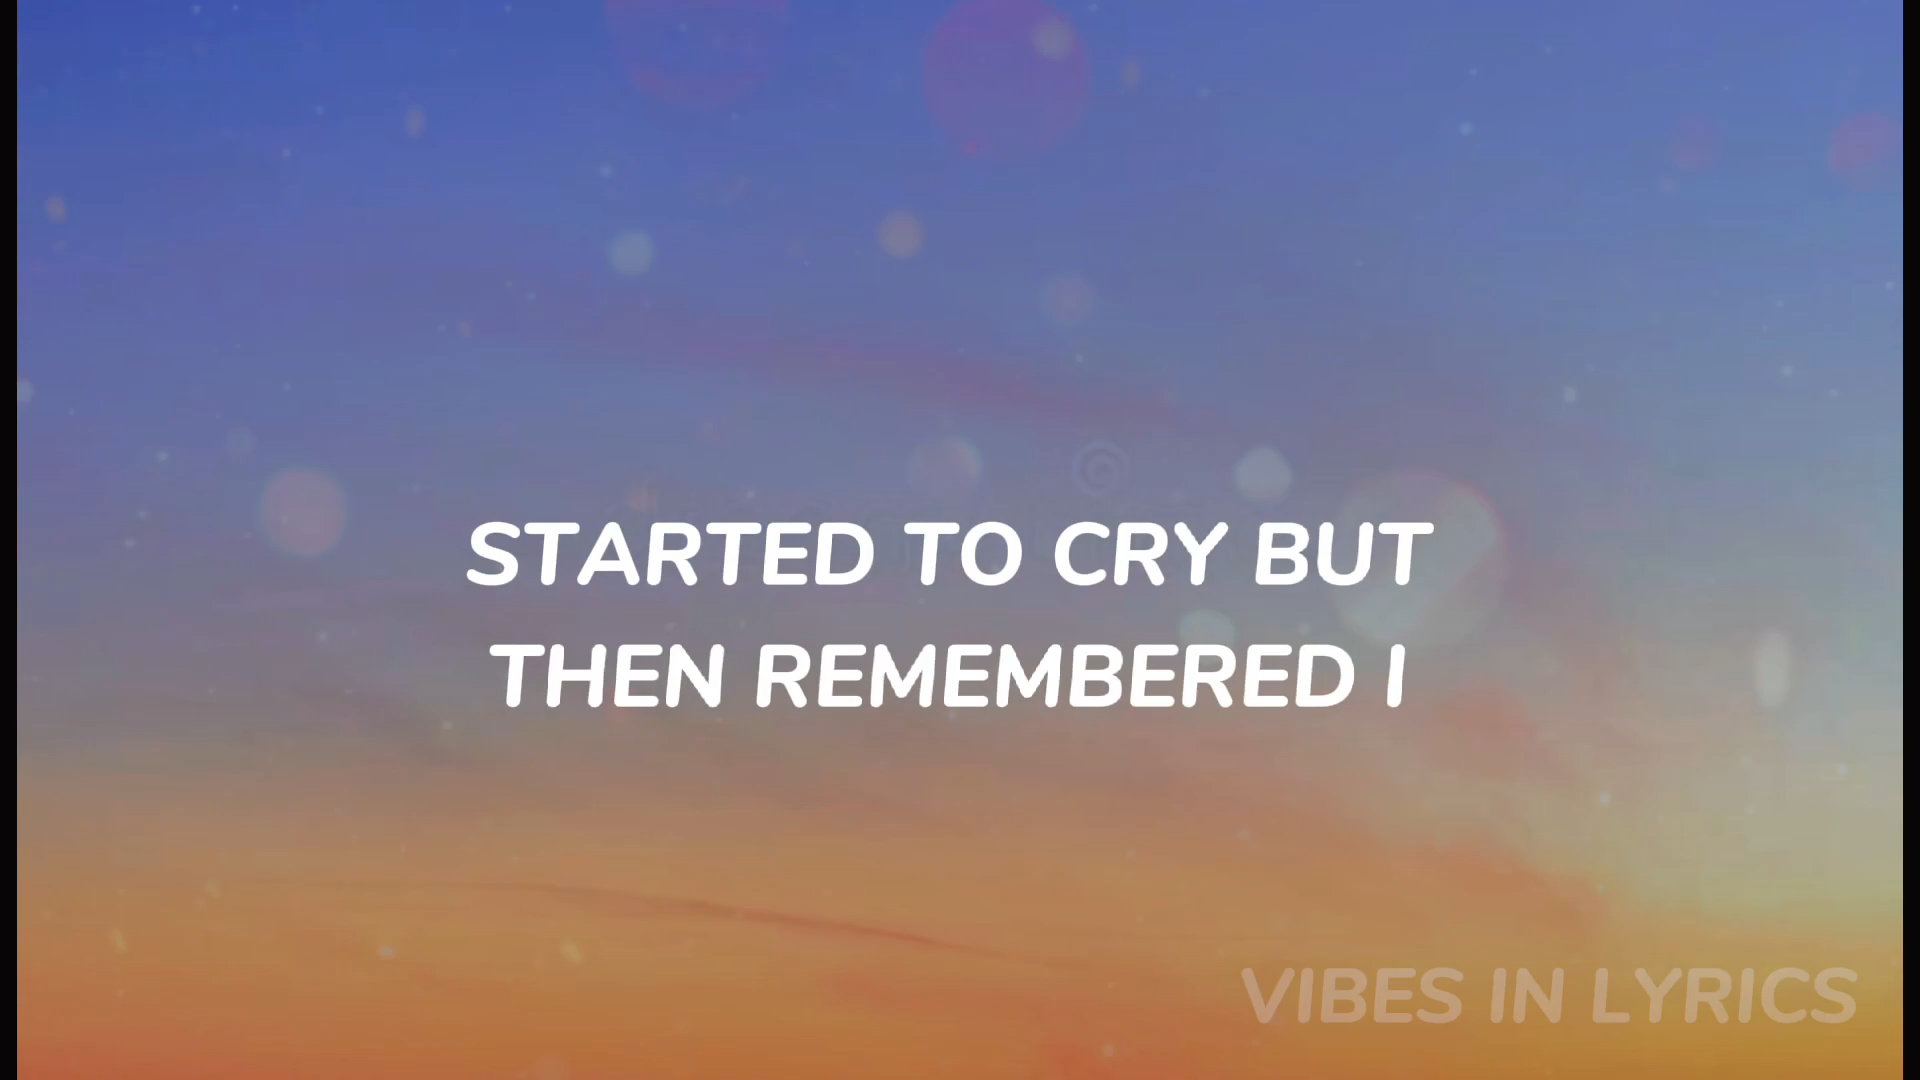 STARTED TO CRY BUT
THEN REMEMBERED I
VIBES IN LYRICS